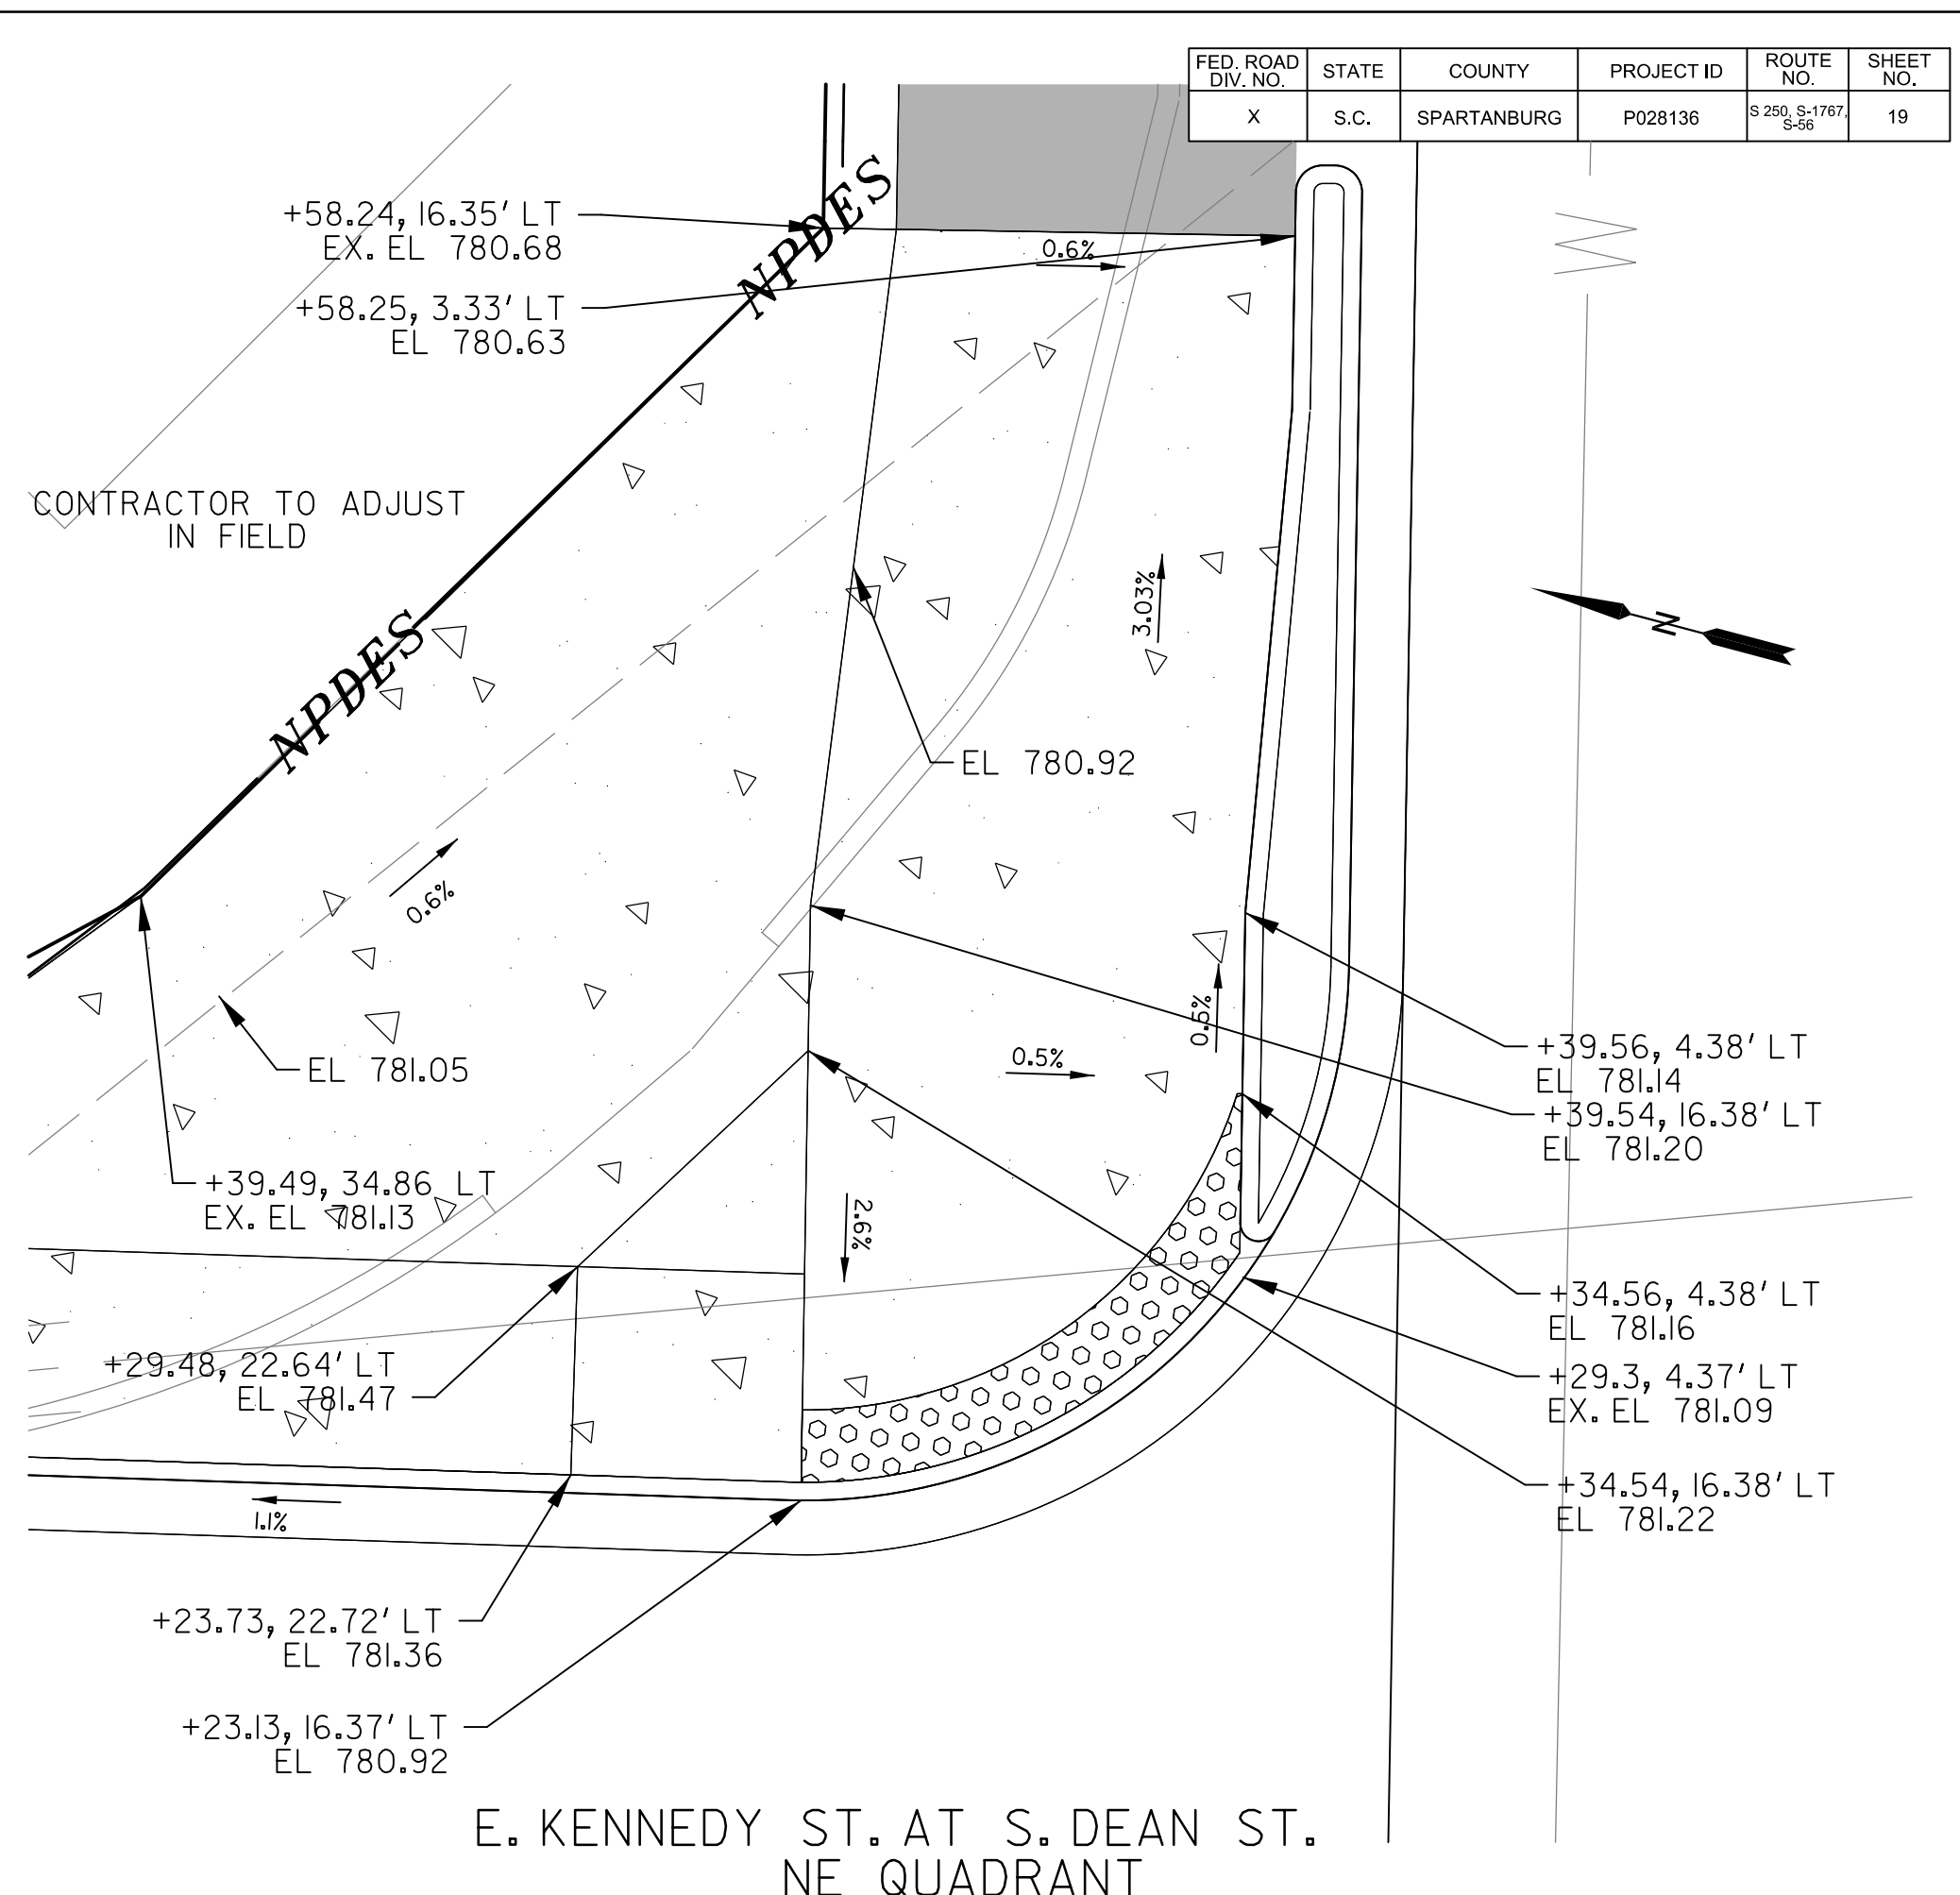 FED. ROAD DIV. NO. STATE COUNTY PROJECT ID ROUTE NO. SHEET NO.
X S.C. SPARTANBURG P028136 S 250, S-1767, S-56 19
+58.24, 16.35' LT
EX. EL 780.68
NPDES
0.6%
+58.25, 3.33' LT
EL 780.63
CONTRACTOR TO ADJUST
IN FIELD
3.03%
N
NPDES
EL 780.92
0.6%
0.5%
+39.56, 4.38' LT
EL 781.14
0.5%
EL 781.05
+39.54, 16.38' LT
EL 781.20
+39.49, 34.86 LT
EX. EL 781.13
2.6%
+34.56, 4.38' LT
EL 781.16
+29.48, 22.64' LT
EL 781.47
+29.3, 4.37' LT
EX. EL 781.09
+34.54, 16.38' LT
EL 781.22
1.1%
+23.73, 22.72' LT
EL 781.36
+23.13, 16.37' LT
EL 780.92
E. KENNEDY ST. AT S. DEAN ST.
NE QUADRANT